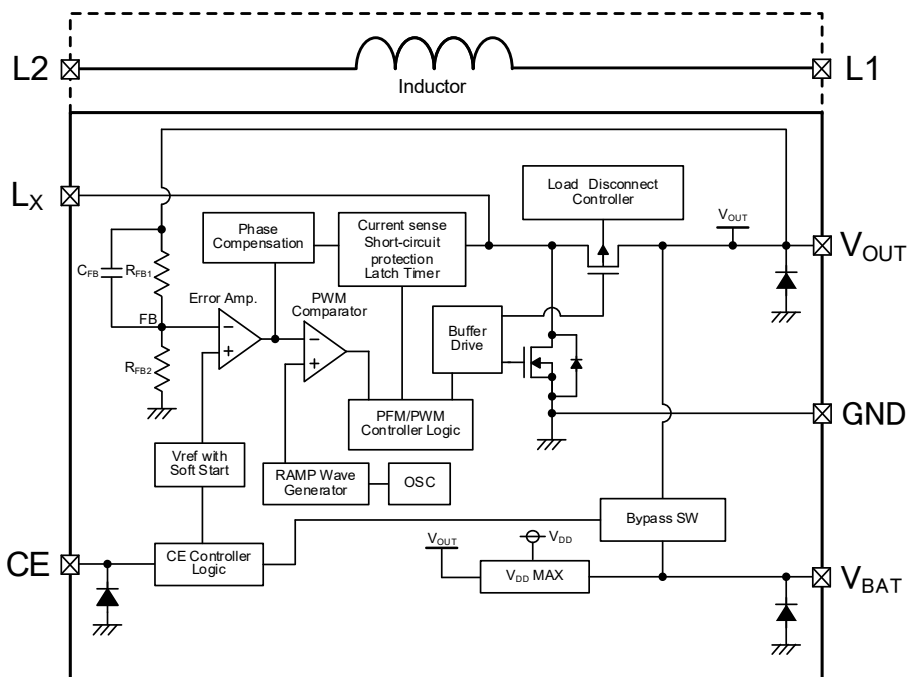 L2
L1
Inductor
LX
Load Disconnect
Controller
VOUT
Phase
Compensation
Current sense
Short-circuit
protection
Latch Timer
VOUT
CFB
RFB1
Error Amp.
PWM
Comparator
FB
Buffer
Drive
RFB2
PFM/PWM
Controller Logic
GND
Vref with
Soft Start
RAMP Wave
Generator
OSC
Bypass SW
CE
CE Controller
Logic
VOUT
VDD
VDD MAX
VBAT